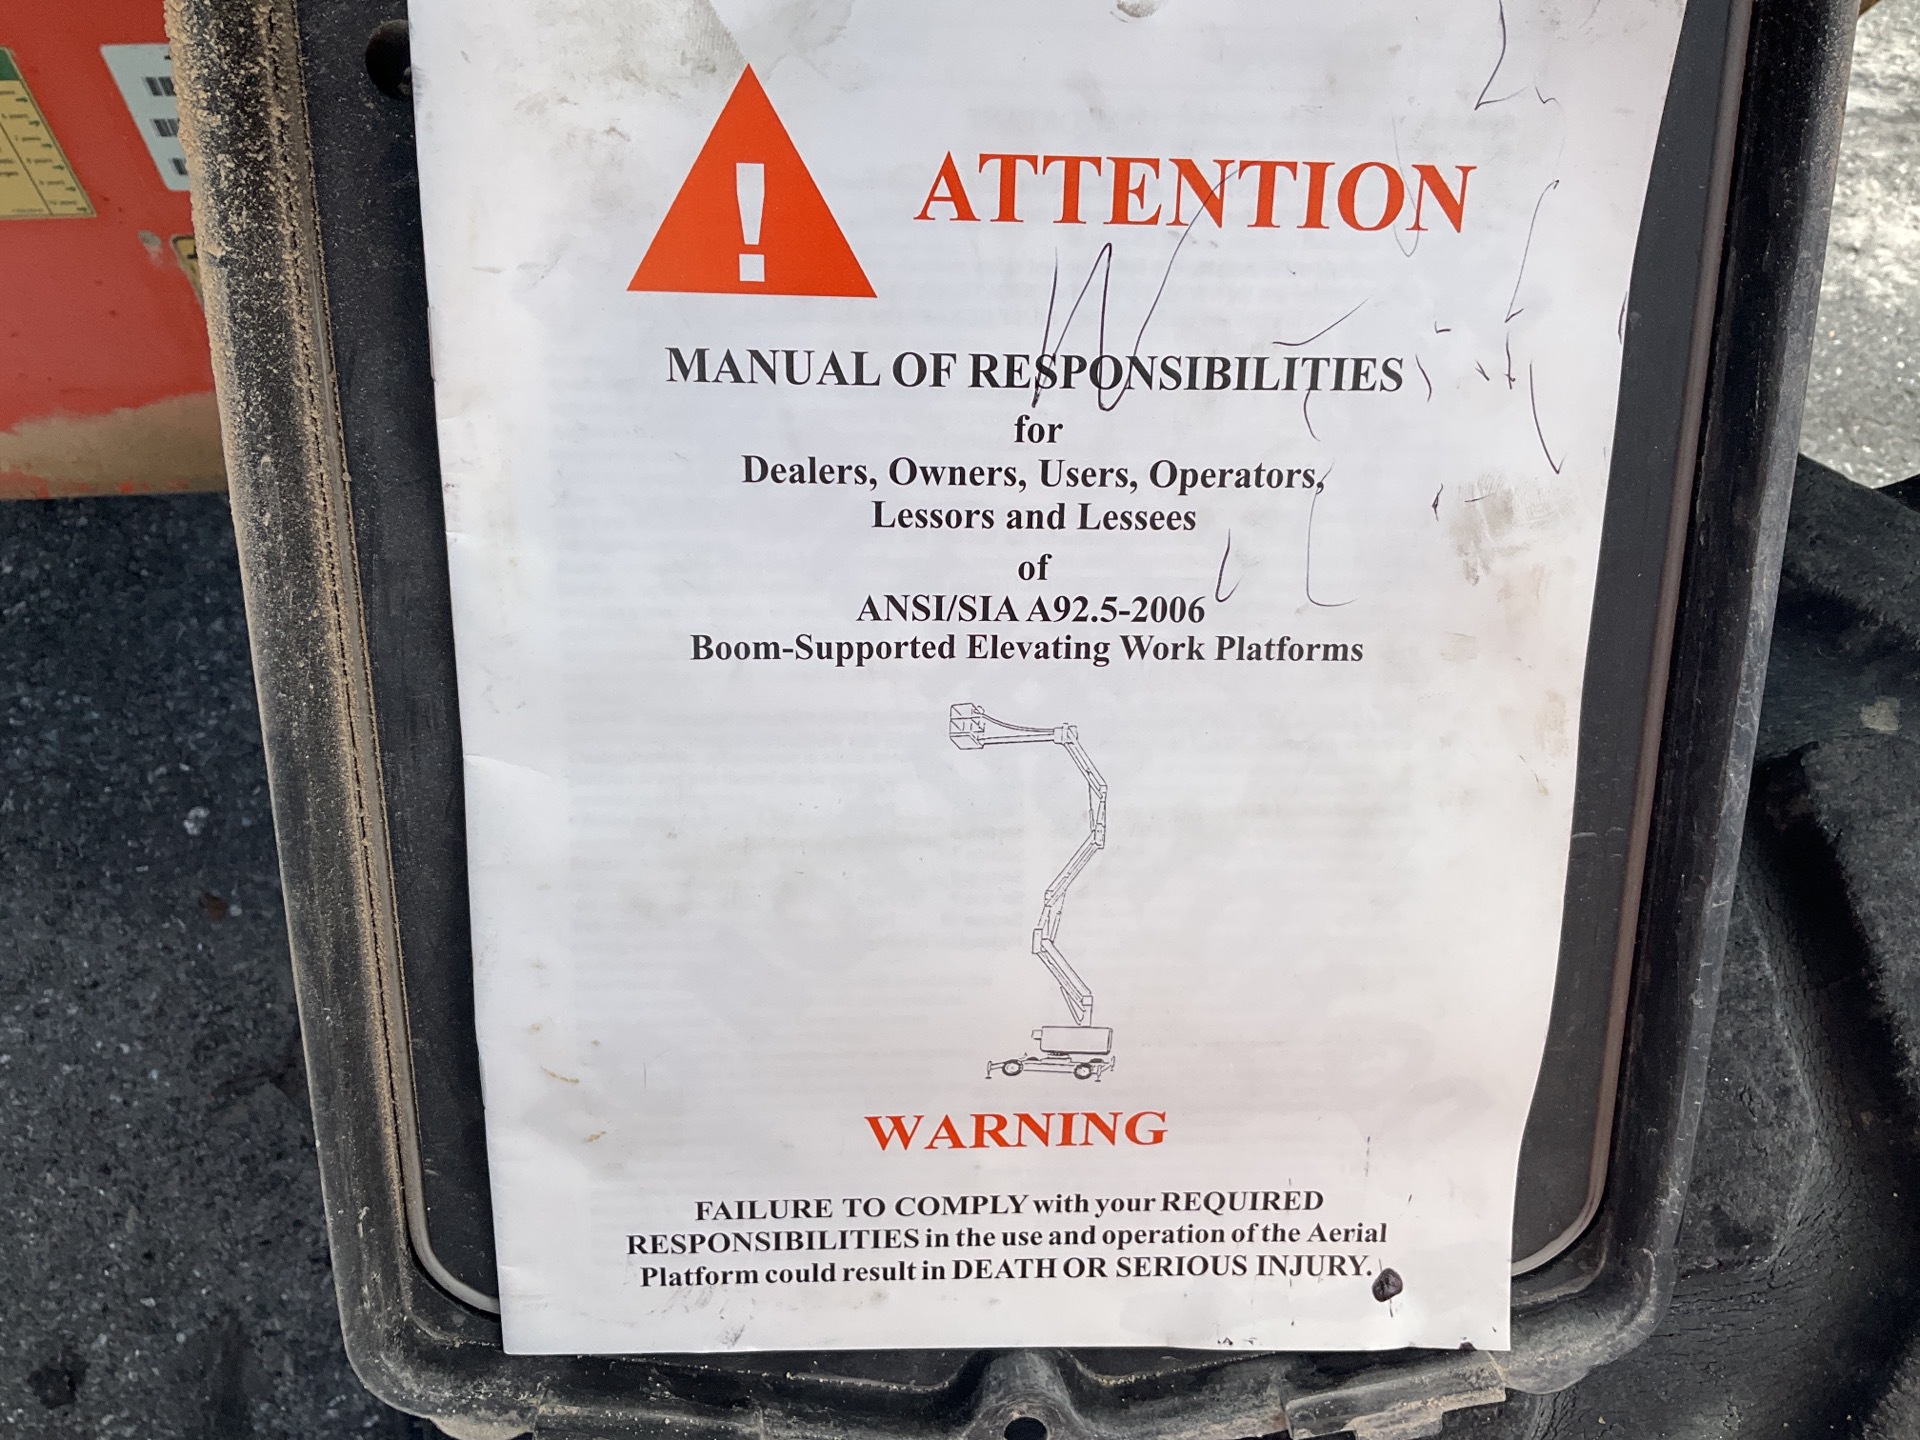 !
ATTENTION
MANUAL OF RESPONSIBILITIES
for
Dealers, Owners, Users, Operators,
Lessors and Lessees
of
ANSI/SIA A92.5-2006
Boom-Supported Elevating Work Platforms
WARNING
FAILURE TO COMPLY with your REQUIRED
RESPONSIBILITIES in the use and operation of the Aerial
Platform could result in DEATH OR SERIOUS INJURY.